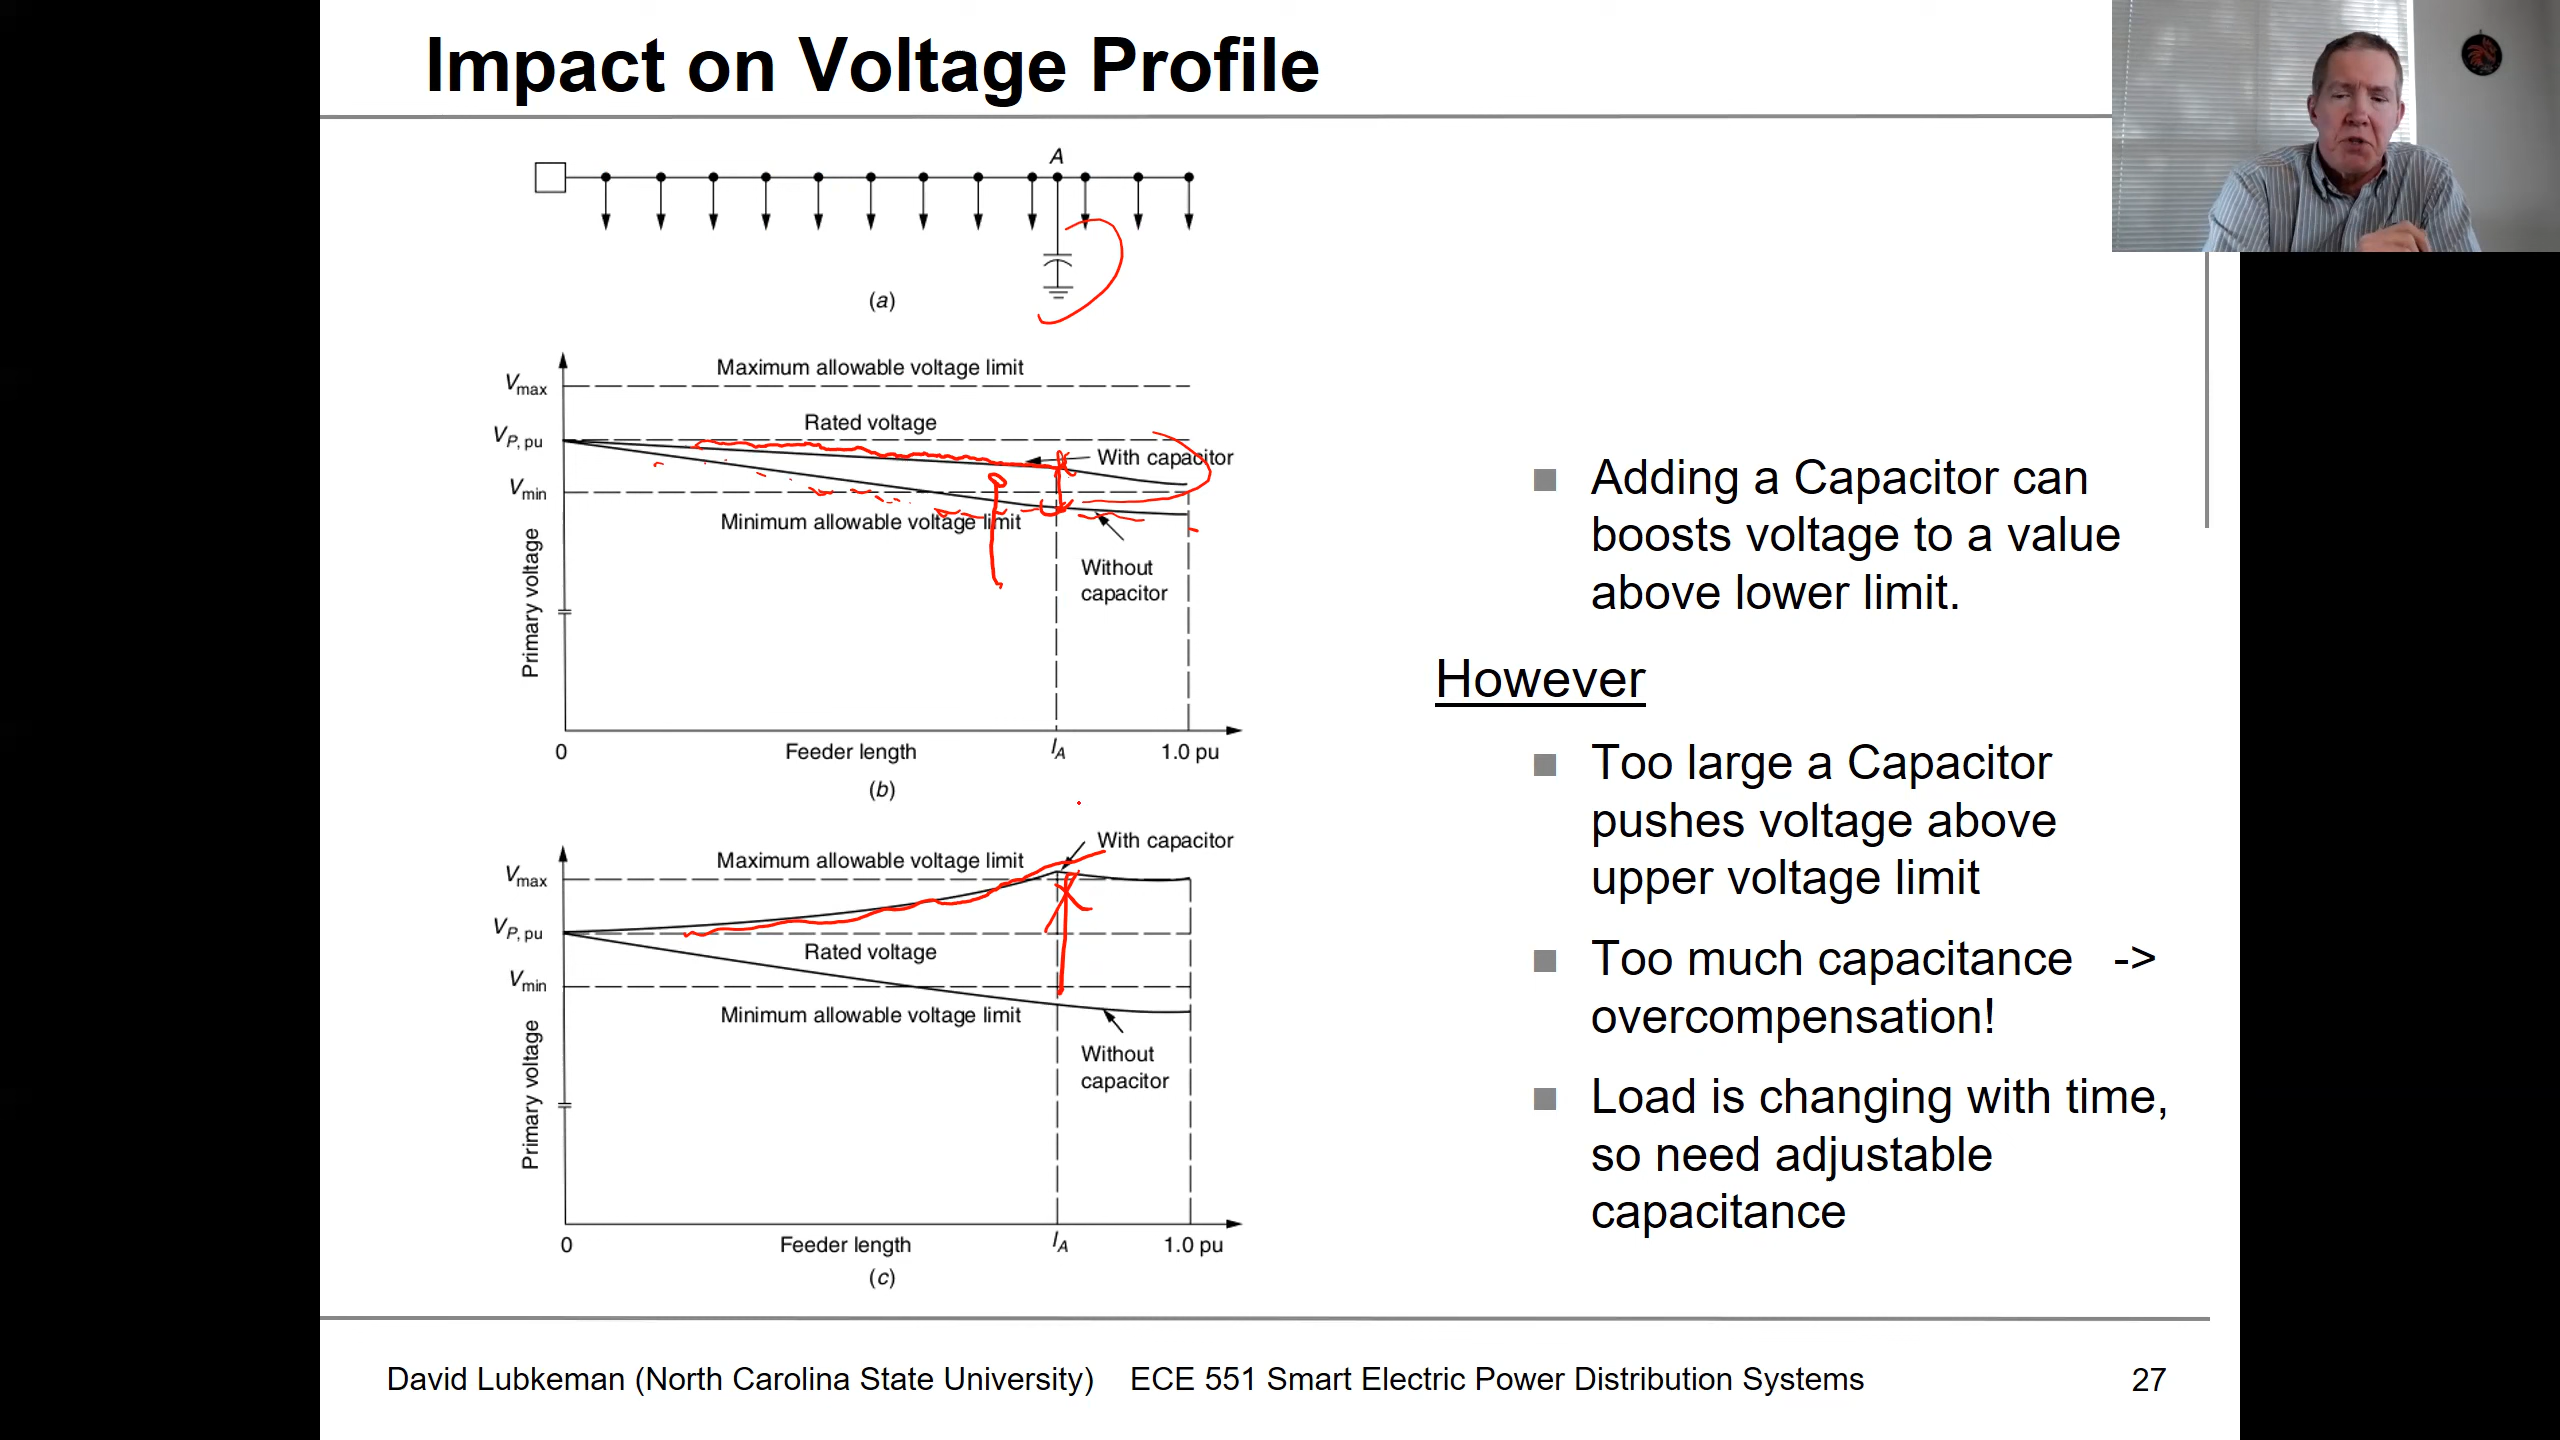 Impact on Voltage Profile
A
(a)
Maximum allowable voltage limit
Vmax
Rated voltage
VP, pu
With capacitor
Vmin
Minimum allowable voltage limit
Without
capacitor
Primary voltage
0
Feeder length
lA
1.0 pu
(b)
With capacitor
Maximum allowable voltage limit
Vmax
VP, pu
Rated voltage
Vmin
Minimum allowable voltage limit
Without
capacitor
Primary voltage
0
Feeder length
lA
1.0 pu
(c)
Adding a Capacitor can
boosts voltage to a value
above lower limit.
However
Too large a Capacitor
pushes voltage above
upper voltage limit
Too much capacitance ->
overcompensation!
Load is changing with time,
so need adjustable
capacitance
David Lubkeman (North Carolina State University) ECE 551 Smart Electric Power Distribution Systems 27